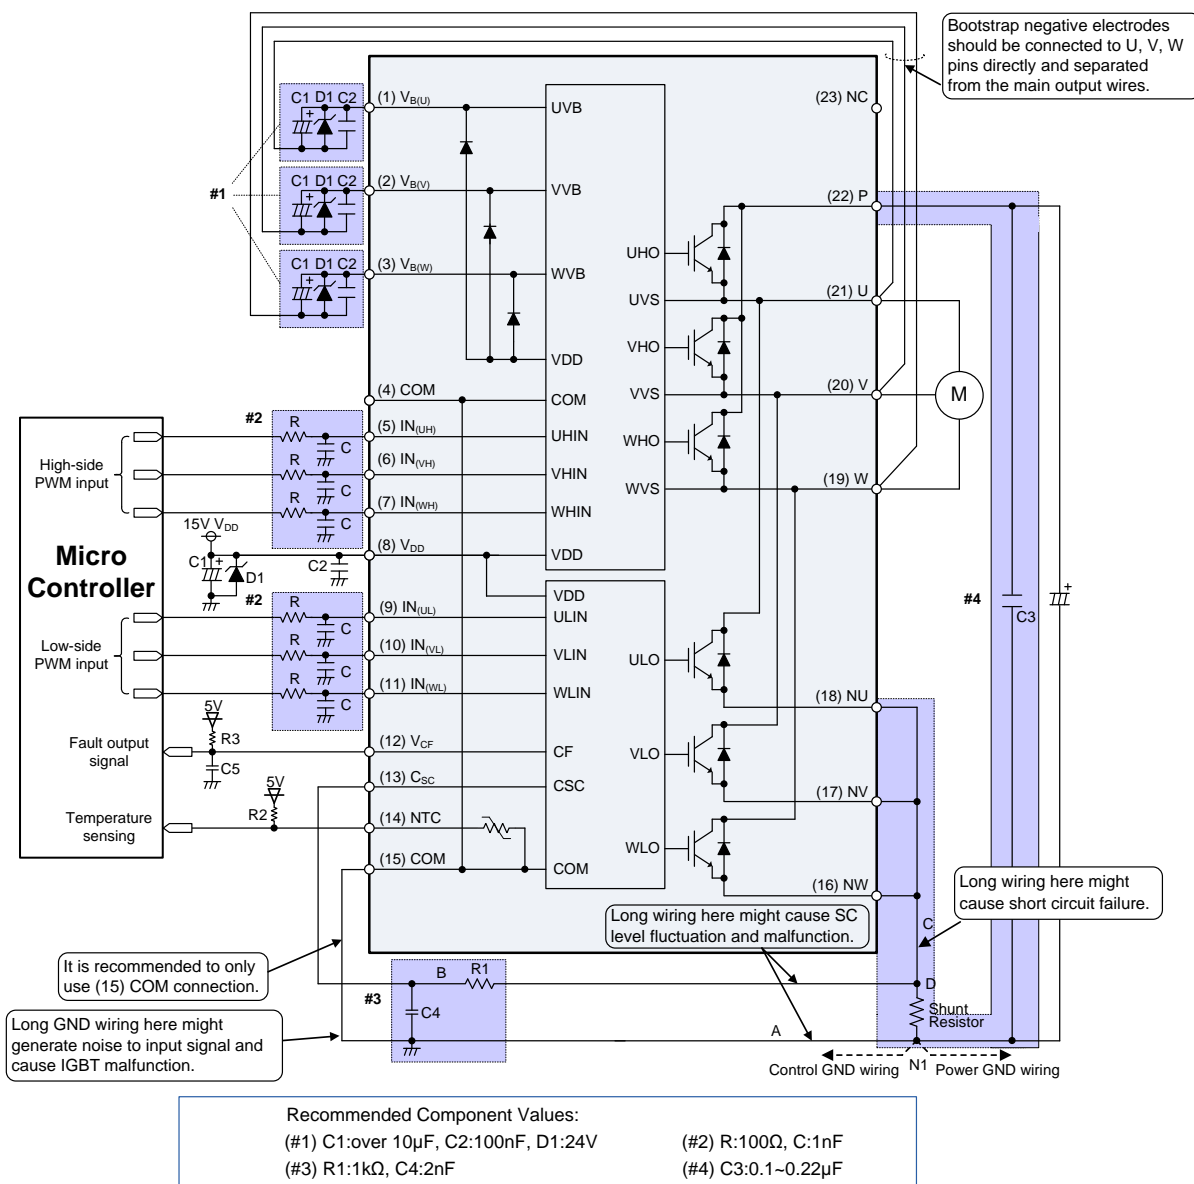 Bootstrap negative electrodes
should be connected to U, V, W
pins directly and separated
from the main output wires.
C1 D1 C2
+
(1) VB(U)
UVB
(23) NC
#1
C1 D1 C2
+
(2) VB(V)
VVB
(22) P
C1 D1 C2
+
(3) VB(W)
WVB
UHO
UVS
(21) U
VHO
VDD
VVS
(20) V
M
(4) COM
COM
WHO
WVS
(19) W
#2
R
C
(5) IN(UH)
UHIN
High-side
PWM input
R
C
(6) IN(VH)
VHIN
R
C
(7) IN(WH)
WHIN
15V VDD
Micro
Controller
C1
+
D1
C2
(8) VDD
VDD
VDD
#2
R
C
(9) IN(UL)
ULIN
Low-side
PWM input
R
C
(10) IN(VL)
VLIN
R
C
(11) IN(WL)
WLIN
#4
C3
+
ULO
(18) NU
5V
R3
Fault output
signal
C5
(12) VCF
CF
VLO
(13) CSC
CSC
(17) NV
5V
R2
Temperature
sensing
(14) NTC
WLO
(15) COM
COM
(16) NW
Long wiring here might
cause short circuit failure.
Long wiring here might cause SC
level fluctuation and malfunction.
C
It is recommended to only
use (15) COM connection.
B
R1
D
#3
C4
Shunt
Resistor
Long GND wiring here might
generate noise to input signal and
cause IGBT malfunction.
A
Control GND wiring
N1
Power GND wiring
Recommended Component Values:
(#1) C1:over 10µF, C2:100nF, D1:24V
(#2) R:100Ω, C:1nF
(#3) R1:1kΩ, C4:2nF
(#4) C3:0.1~0.22µF